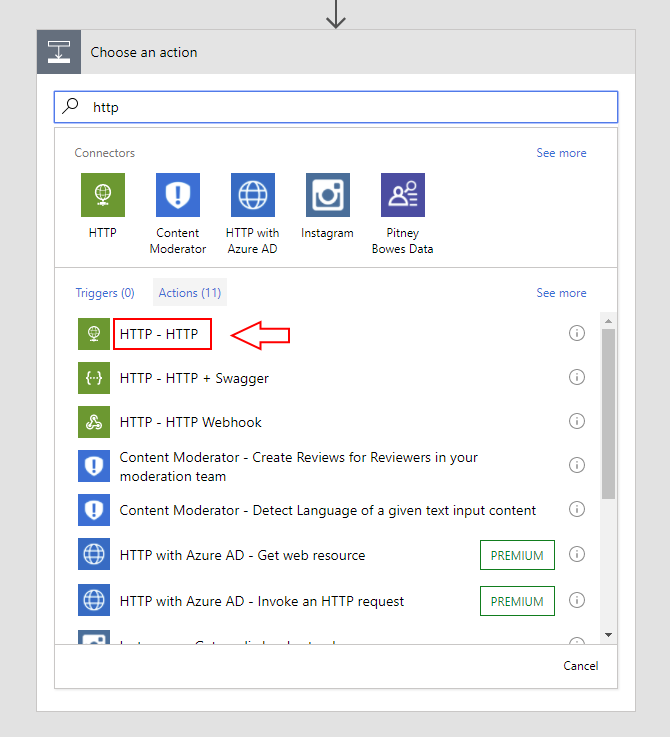 Choose an action
http
Connectors
See more
HTTP
Content
Moderator
HTTP with
Azure AD
Instagram
Pitney
Bowes Data
Triggers (0)
Actions (11)
See more
HTTP - HTTP
HTTP - HTTP + Swagger
HTTP - HTTP Webhook
Content Moderator - Create Reviews for Reviewers in your
moderation team
Content Moderator - Detect Language of a given text input content
HTTP with Azure AD - Get web resource
PREMIUM
HTTP with Azure AD - Invoke an HTTP request
PREMIUM
Cancel